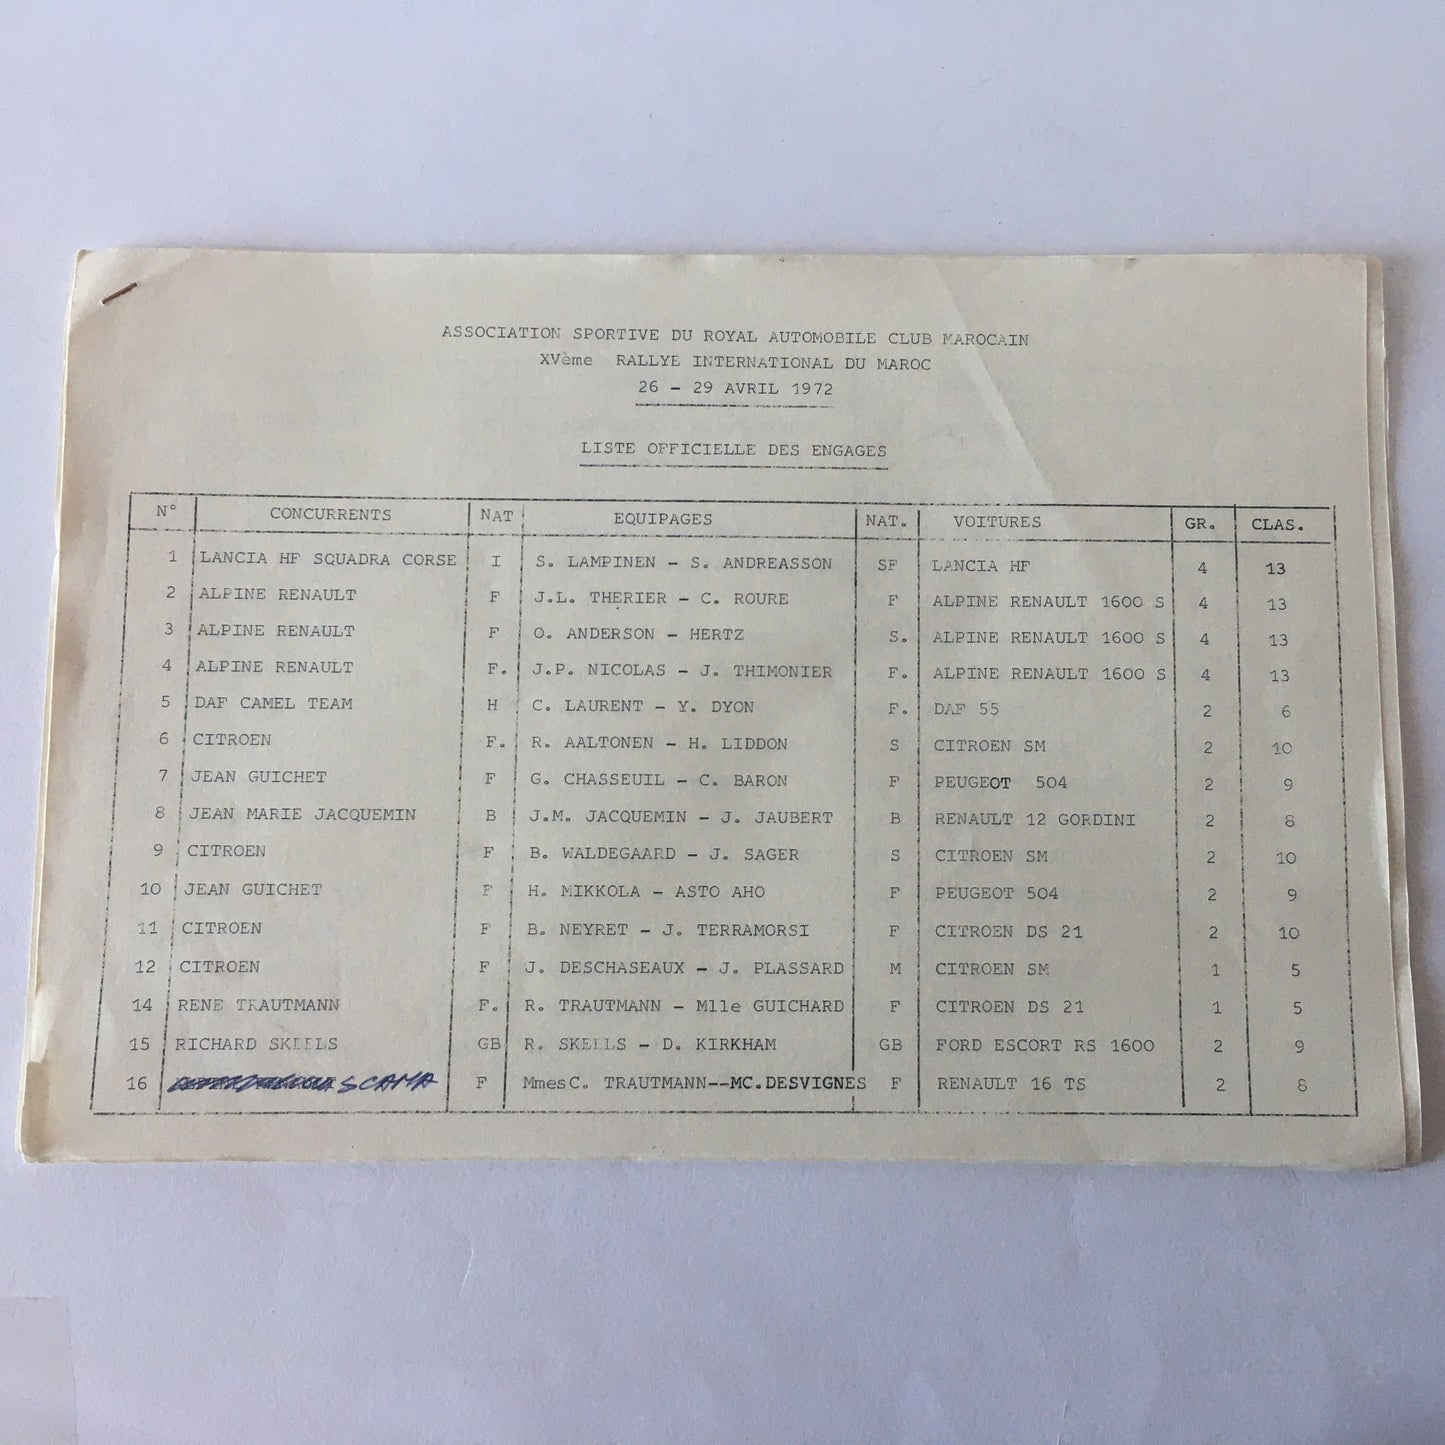 ASSOCIATION SPORTIVE DU ROYAL AUTOMOBILE CLUB MAROCAIN
XVème RALLYE INTERNATIONAL DU MAROC
26 - 29 AVRIL 1972
LISTE OFFICIELLE DES ENGAGES
N° CONCURRENTS NAT EQUIPAGES NAT. VOITURES GR. CLAS.
1 LANCIA HF SQUADRA CORSE I S. LAMPINEN - S. ANDREASSON SF LANCIA HF 4 13
2 ALPINE RENAULT F J.L. THERIER - C. ROURE F ALPINE RENAULT 1600 S 4 13
3 ALPINE RENAULT F O. ANDERSON - HERTZ S. ALPINE RENAULT 1600 S 4 13
4 ALPINE RENAULT F. J.P. NICOLAS - J. THIMONIER F. ALPINE RENAULT 1600 S 4 13
5 DAF CAMEL TEAM H C. LAURENT - Y. DYON F. DAF 55 2 6
6 CITROEN F. R. AALTONEN - H. LIDDON S CITROEN SM 2 10
7 JEAN GUICHET F G. CHASSEUIL - C. BARON F PEUGEOT 504 2 9
8 JEAN MARIE JACQUEMIN B J.M. JACQUEMIN - J. JAUBERT B RENAULT 12 GORDINI 2 8
9 CITROEN F B. WALDEGAARD - J. SAGER S CITROEN SM 2 10
10 JEAN GUICHET F H. MIKKOLA - ASTO AHO F PEUGEOT 504 2 9
11 CITROEN F B. NEYRET - J. TERRAMORSI F CITROEN DS 21 2 10
12 CITROEN F J. DESCHASEAUX - J. PLASSARD M CITROEN SM 1 5
14 RENE TRAUTMANN F. R. TRAUTMANN - Mlle GUICHARD F CITROEN DS 21 1 5
15 RICHARD SKELLS GB R. SKELLS - D. KIRKHAM GB FORD ESCORT RS 1600 2 9
16 SCAMA F Mmes C. TRAUTMANN--MC.DESVIGNES F RENAULT 16 TS 2 8